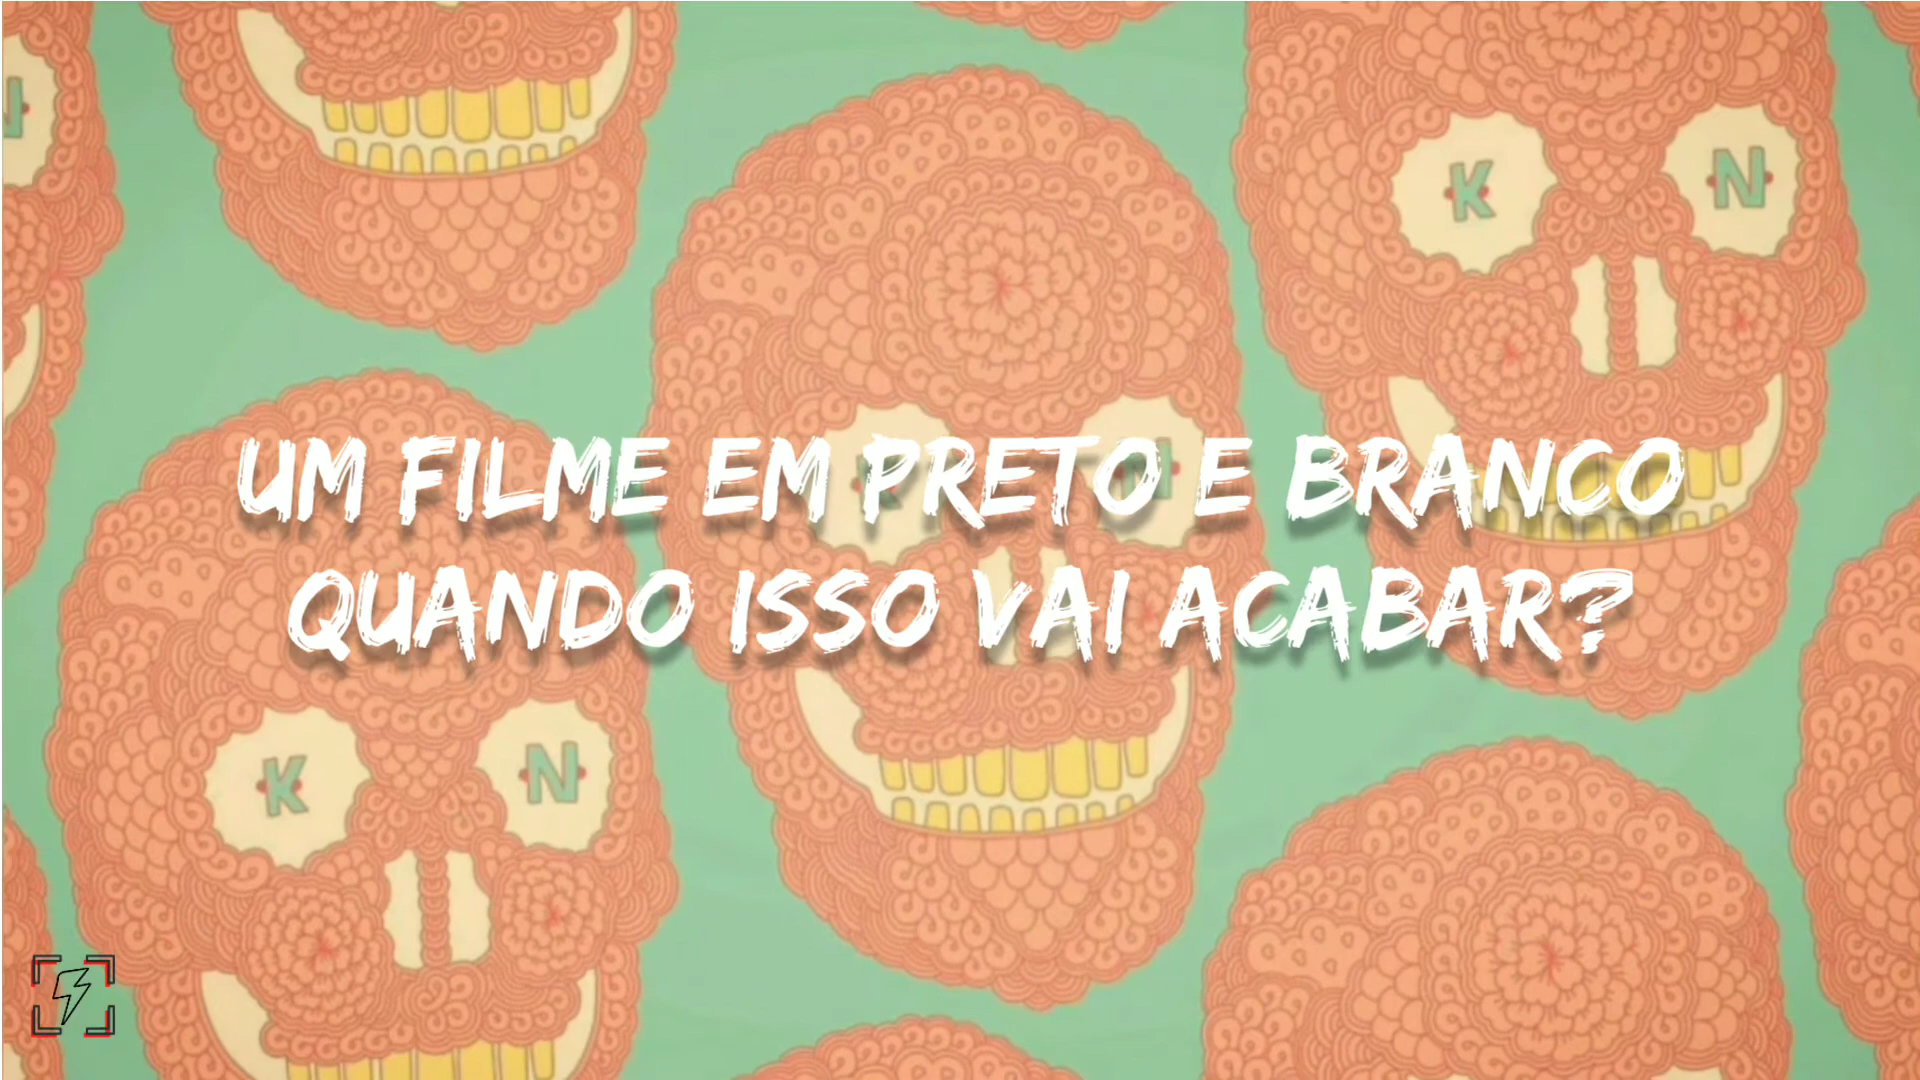 N
K N
UM FILME EM PRETO E BRANCO
QUANDO ISSO VAI ACABAR?
K N